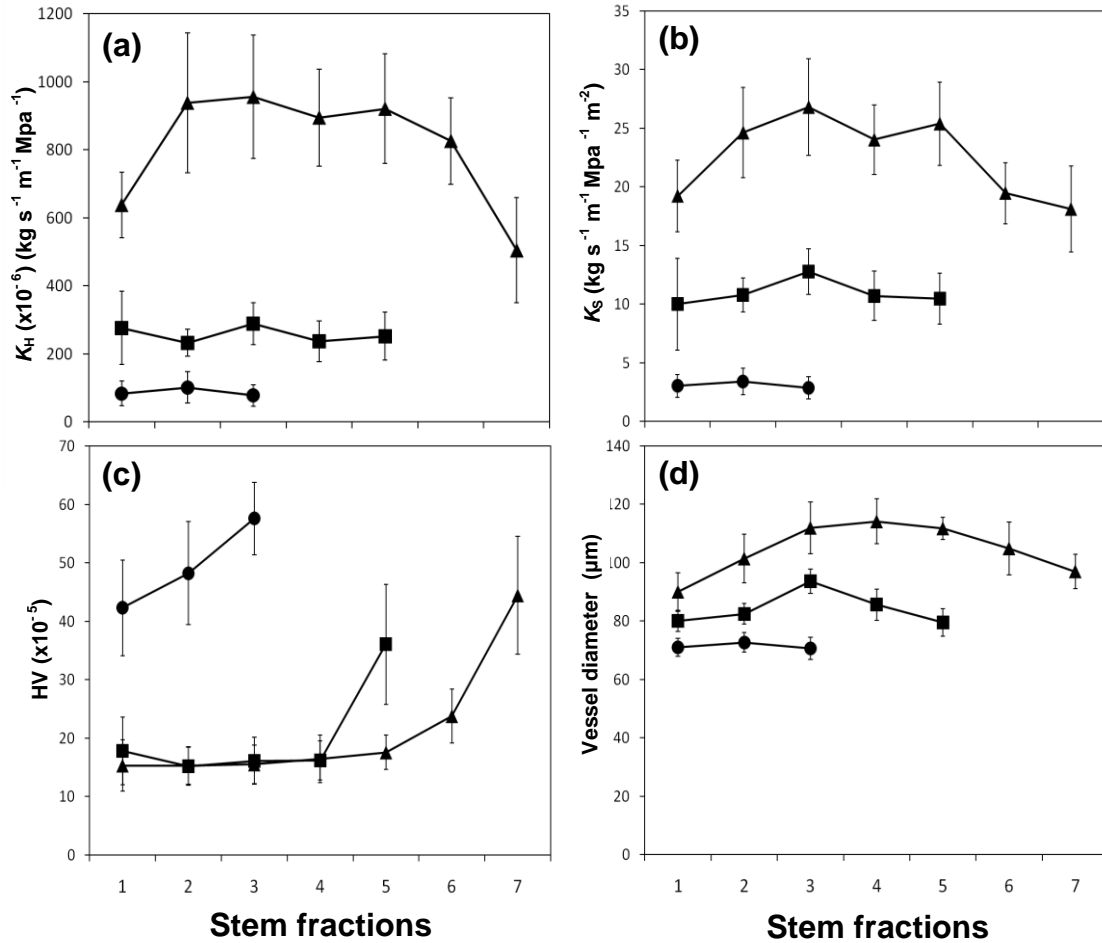 (a)
K_H (x10^-6) (kg s^-1 m^-1 Mpa^-1)
1200
1000
800
600
400
200
0
(b)
K_S (kg s^-1 m^-1 Mpa^-1 m^-2)
35
30
25
20
15
10
5
0
(c)
HV (x10^-5)
70
60
50
40
30
20
10
0
1 2 3 4 5 6 7
Stem fractions
(d)
Vessel diameter (µm)
140
120
100
80
60
40
20
0
1 2 3 4 5 6 7
Stem fractions